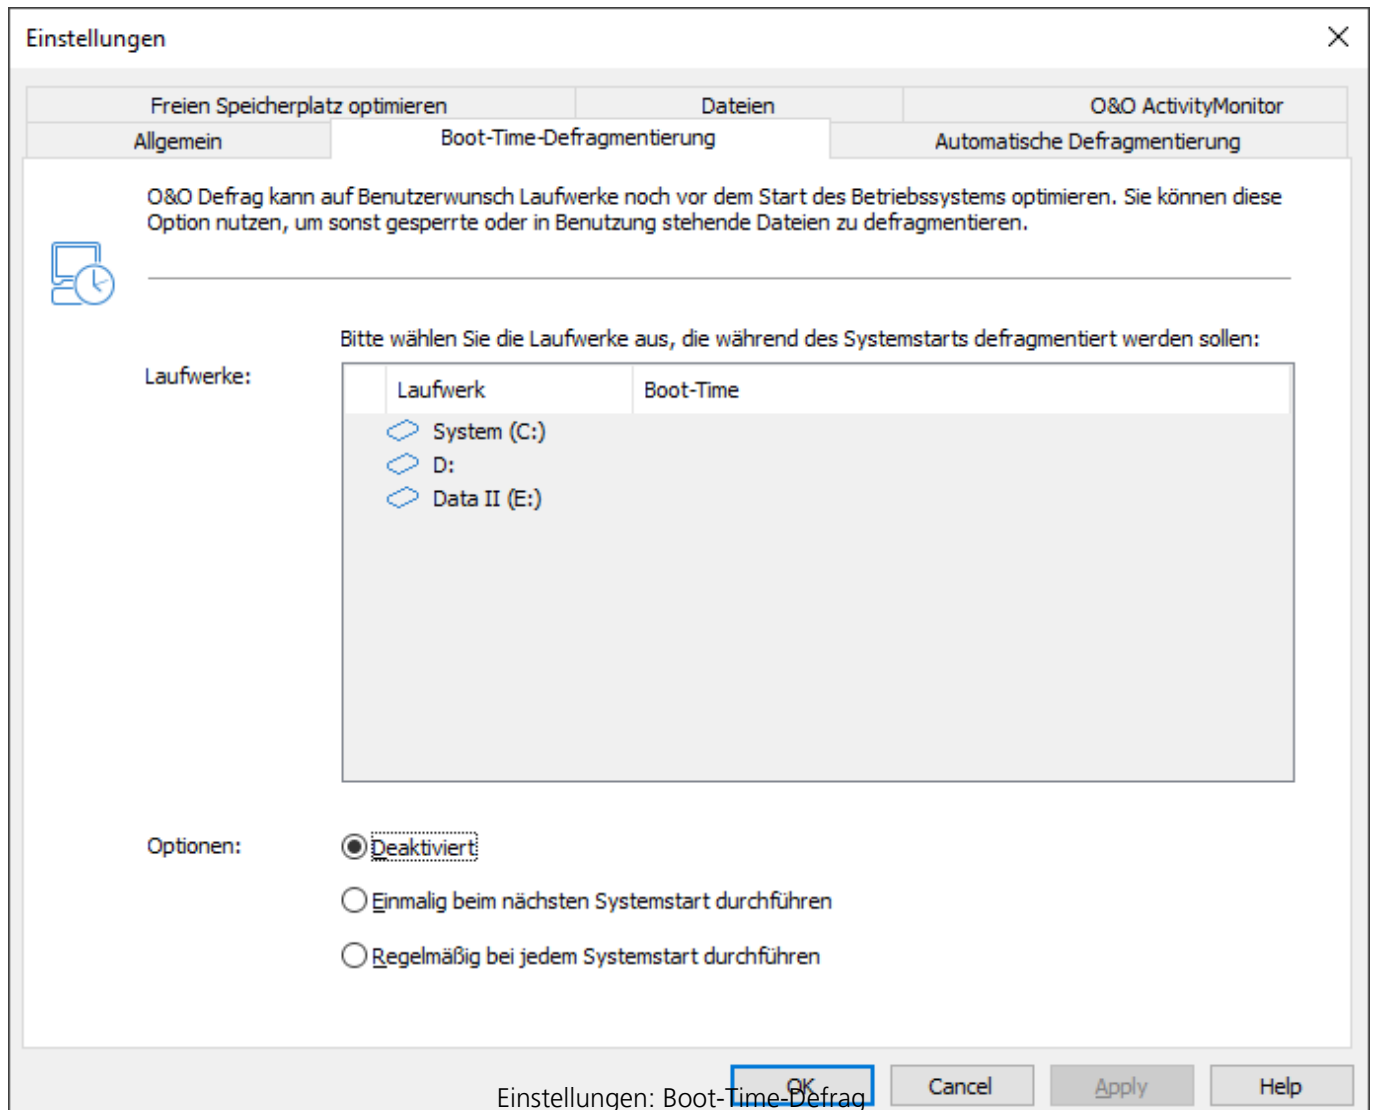 Einstellungen
Freien Speicherplatz optimieren Dateien O&O ActivityMonitor
Allgemein Boot-Time-Defragmentierung Automatische Defragmentierung
O&O Defrag kann auf Benutzerwunsch Laufwerke noch vor dem Start des Betriebssystems optimieren. Sie können diese
Option nutzen, um sonst gesperrte oder in Benutzung stehende Dateien zu defragmentieren.
Bitte wählen Sie die Laufwerke aus, die während des Systemstarts defragmentiert werden sollen:
Laufwerke:
Laufwerk Boot-Time
System (C:)
D:
Data II (E:)
Optionen:
Deaktiviert
Einmalig beim nächsten Systemstart durchführen
Regelmäßig bei jedem Systemstart durchführen
OK Cancel Apply Help
Einstellungen: Boot-Time-Defrag